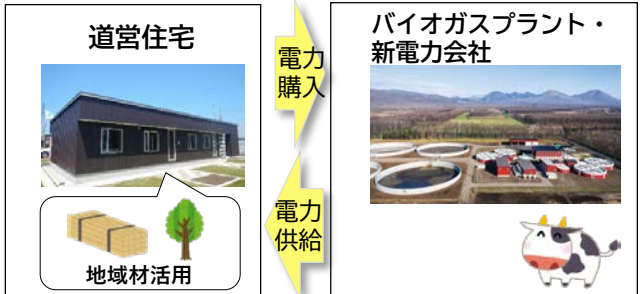 道営住宅
地域材活用
電力
購入
電力
供給
バイオガスプラント・
新電力会社